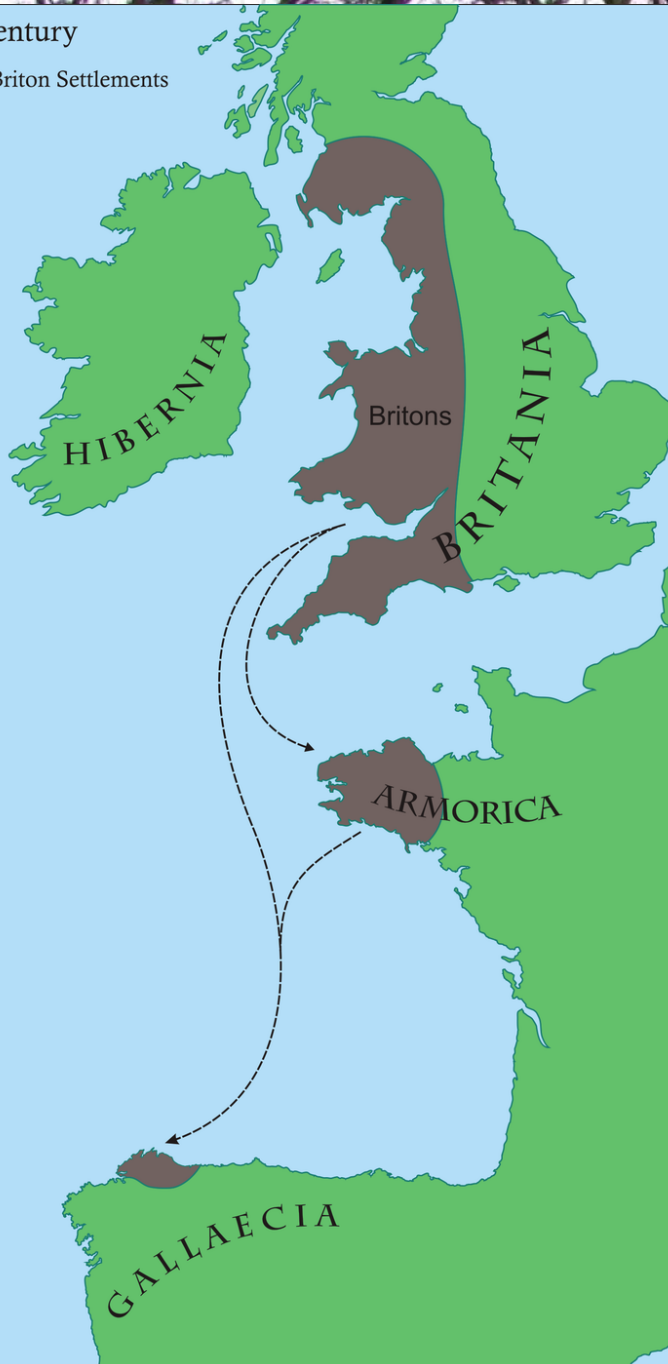 entury
Briton Settlements
HIBERNIA
Britons
BRITANIA
ARMORICA
GALLAECIA